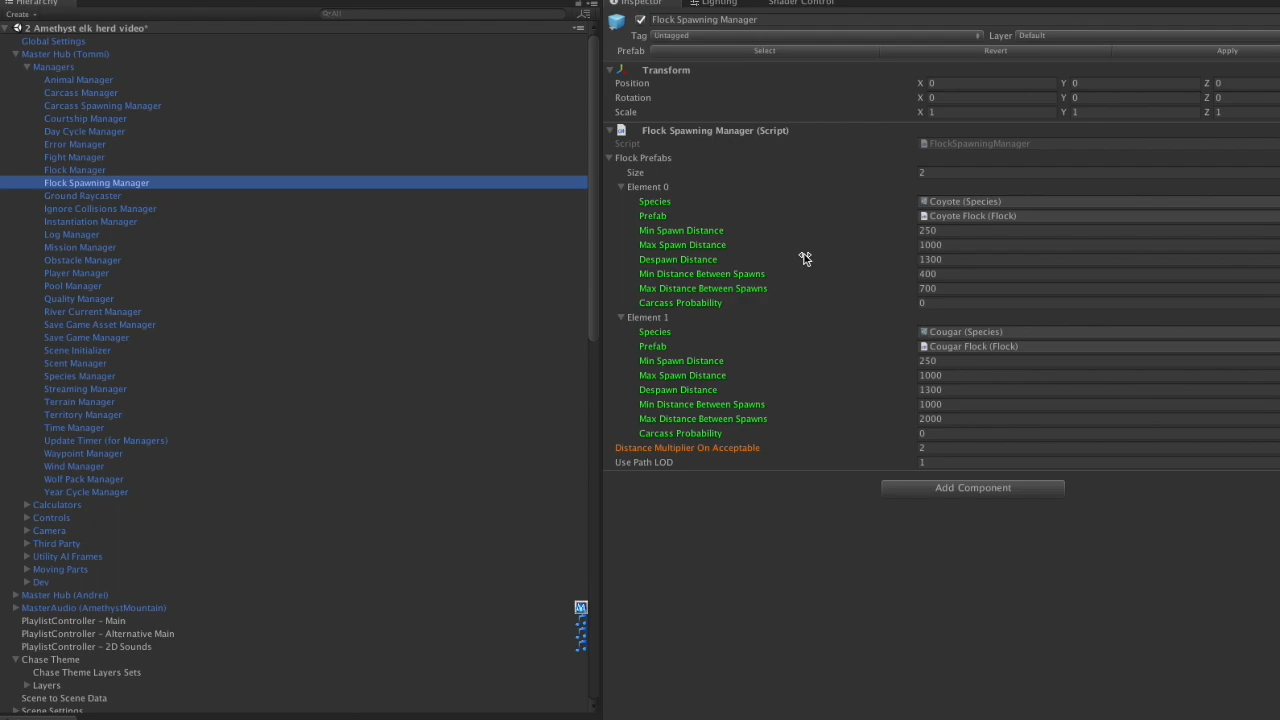 Hierarchy
Create
All
2 Amethyst elk herd video*
Global Settings
Master Hub (Tommi)
Managers
Animal Manager
Carcass Manager
Carcass Spawning Manager
Courtship Manager
Day Cycle Manager
Error Manager
Fight Manager
Flock Manager
Flock Spawning Manager
Ground Raycaster
Ignore Collisions Manager
Instantiation Manager
Log Manager
Mission Manager
Obstacle Manager
Player Manager
Pool Manager
Quality Manager
River Current Manager
Save Game Asset Manager
Save Game Manager
Scene Initializer
Scent Manager
Species Manager
Streaming Manager
Terrain Manager
Territory Manager
Time Manager
Update Timer (for Managers)
Waypoint Manager
Wind Manager
Wolf Pack Manager
Year Cycle Manager
Calculators
Controls
Camera
Third Party
Utility AI Frames
Moving Parts
Dev
Master Hub (Andrei)
MasterAudio (AmethystMountain)
PlaylistController - Main
PlaylistController - Alternative Main
PlaylistController - 2D Sounds
Chase Theme
Chase Theme Layers Sets
Layers
Scene to Scene Data
Scene Settings
Inspector Lighting Shader Control
Flock Spawning Manager
Tag Untagged Layer Default
Prefab Select Revert Apply
Transform
Position X 0 Y 0 Z 0
Rotation X 0 Y 0 Z 0
Scale X 1 Y 1 Z 1
Flock Spawning Manager (Script)
Script FlockSpawningManager
Flock Prefabs
Size 2
Element 0
Species Coyote (Species)
Prefab Coyote Flock (Flock)
Min Spawn Distance 250
Max Spawn Distance 1000
Despawn Distance 1300
Min Distance Between Spawns 400
Max Distance Between Spawns 700
Carcass Probability 0
Element 1
Species Cougar (Species)
Prefab Cougar Flock (Flock)
Min Spawn Distance 250
Max Spawn Distance 1000
Despawn Distance 1300
Min Distance Between Spawns 1000
Max Distance Between Spawns 2000
Carcass Probability 0
Distance Multiplier On Acceptable 2
Use Path LOD 1
Add Component